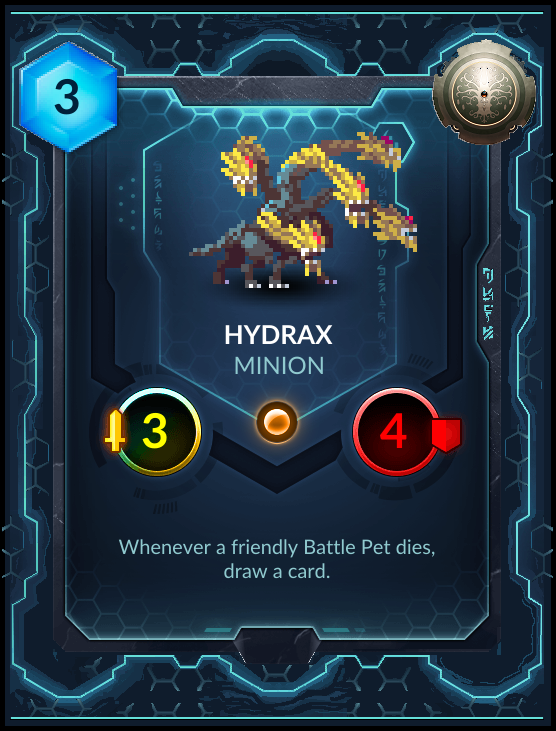 3
HYDRAX
MINION
3
4
Whenever a friendly Battle Pet dies,
draw a card.